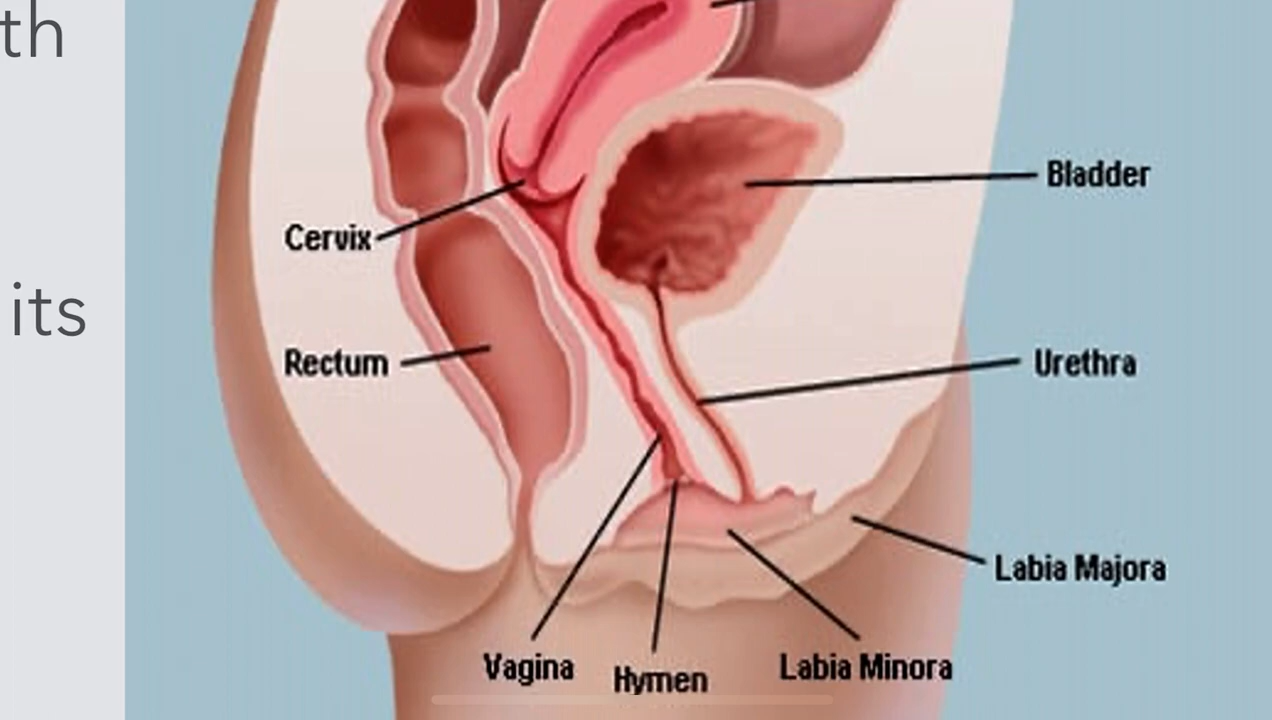 th
its
Bladder
Cervix
Rectum
Urethra
Labia Majora
Vagina
Hymen
Labia Minora